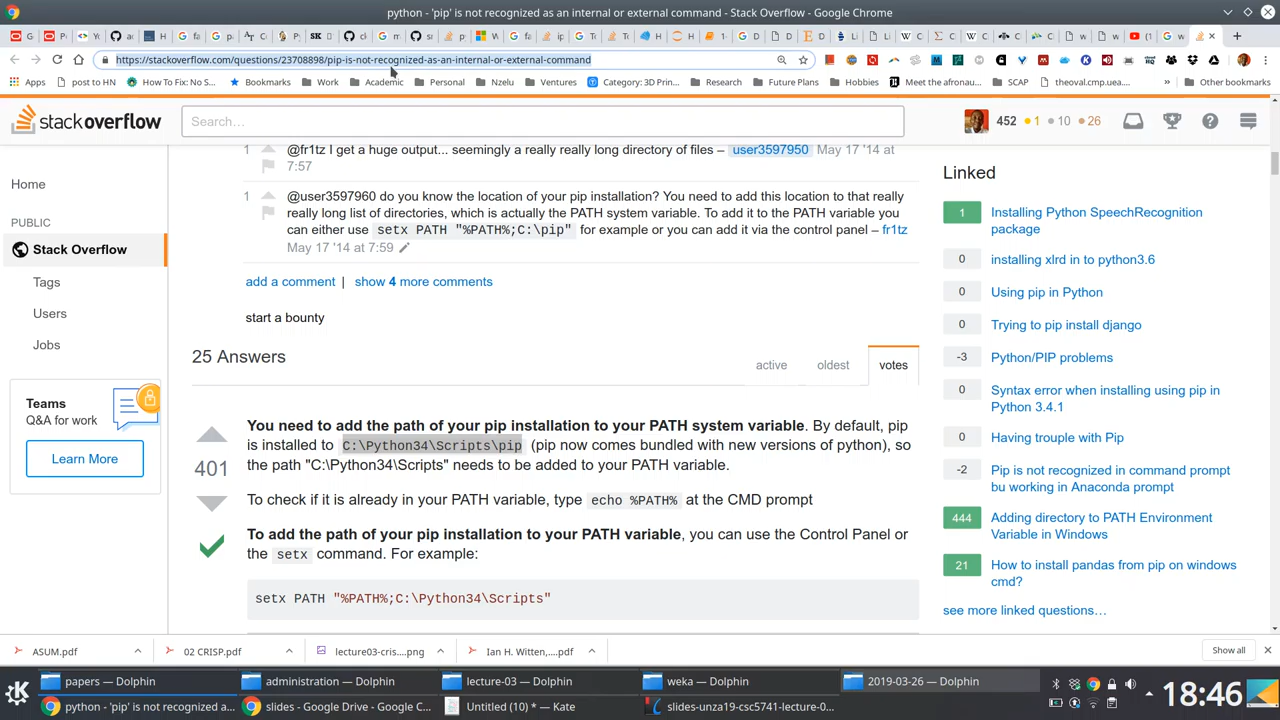 python - 'pip' is not recognized as an internal or external command - Stack Overflow - Google Chrome
https://stackoverflow.com/questions/23708898/pip-is-not-recognized-as-an-internal-or-external-command
Apps
post to HN
How To Fix: No S...
Bookmarks
Work
Academic
Personal
Nzelu
Ventures
Category: 3D Prin...
Research
Future Plans
Hobbies
Meet the afronau...
SCAP
theoval.cmp.uea....
»
Other bookmarks
stackoverflow
Search…
452 1 10 26
Home
PUBLIC
Stack Overflow
Tags
Users
Jobs
Teams
Q&A for work
Learn More
1 @fr1tz I get a huge output... seemingly a really really long directory of files – user3597950 May 17 '14 at
7:57
1 @user3597960 do you know the location of your pip installation? You need to add this location to that really
really long list of directories, which is actually the PATH system variable. To add it to the PATH variable you
can either use setx PATH "%PATH%;C:\pip" for example or you can add it via the control panel – fr1tz
May 17 '14 at 7:59
add a comment | show 4 more comments
start a bounty
25 Answers
active
oldest
votes
401
You need to add the path of your pip installation to your PATH system variable. By default, pip
is installed to C:\Python34\Scripts\pip (pip now comes bundled with new versions of python), so
the path "C:\Python34\Scripts" needs to be added to your PATH variable.
To check if it is already in your PATH variable, type echo %PATH% at the CMD prompt
To add the path of your pip installation to your PATH variable, you can use the Control Panel or
the setx command. For example:
setx PATH "%PATH%;C:\Python34\Scripts"
Linked
1 Installing Python SpeechRecognition
package
0 installing xlrd in to python3.6
0 Using pip in Python
0 Trying to pip install django
-3 Python/PIP problems
0 Syntax error when installing using pip in
Python 3.4.1
0 Having trouble with Pip
-2 Pip is not recognized in command prompt
bu working in Anaconda prompt
444 Adding directory to PATH Environment
Variable in Windows
21 How to install pandas from pip on windows
cmd?
see more linked questions…
ASUM.pdf
02 CRISP.pdf
lecture03-cris....png
Ian H. Witten,....pdf
Show all
papers — Dolphin
administration — Dolphin
lecture-03 — Dolphin
weka — Dolphin
2019-03-26 — Dolphin
python - 'pip' is not recognized a...
slides - Google Drive - Google C...
Untitled (10) * — Kate
slides-unza19-csc5741-lecture-0...
18:46